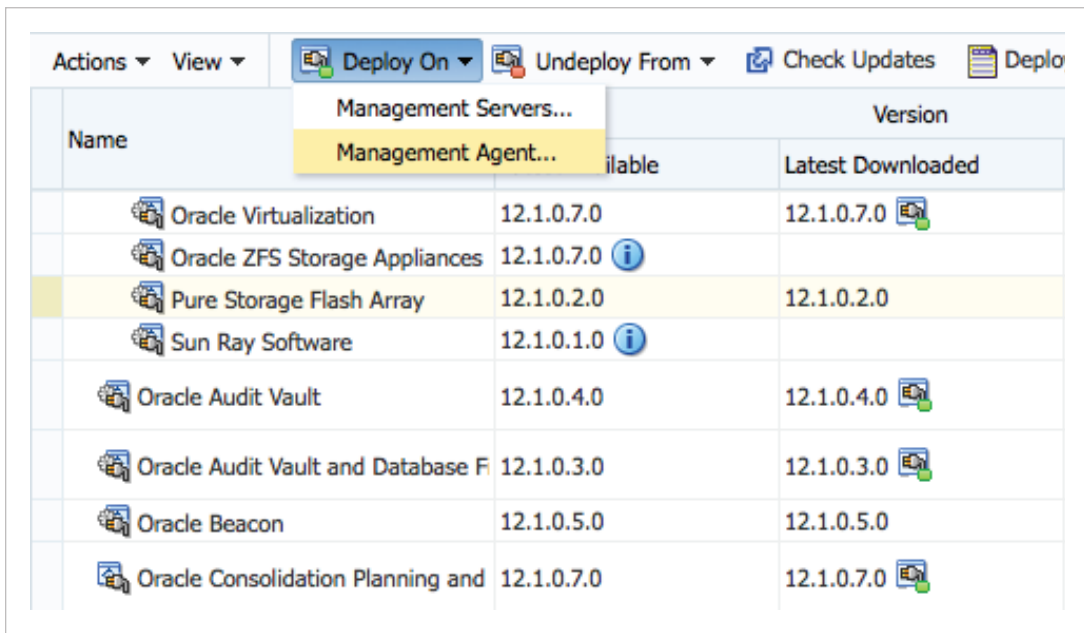 Actions View Deploy On Undeploy From Check Updates Deplo
Management Servers...
Version
Name
Management Agent...
ilable Latest Downloaded
Oracle Virtualization 12.1.0.7.0 12.1.0.7.0
Oracle ZFS Storage Appliances 12.1.0.7.0
Pure Storage Flash Array 12.1.0.2.0 12.1.0.2.0
Sun Ray Software 12.1.0.1.0
Oracle Audit Vault 12.1.0.4.0 12.1.0.4.0
Oracle Audit Vault and Database Fi 12.1.0.3.0 12.1.0.3.0
Oracle Beacon 12.1.0.5.0 12.1.0.5.0
Oracle Consolidation Planning and 12.1.0.7.0 12.1.0.7.0